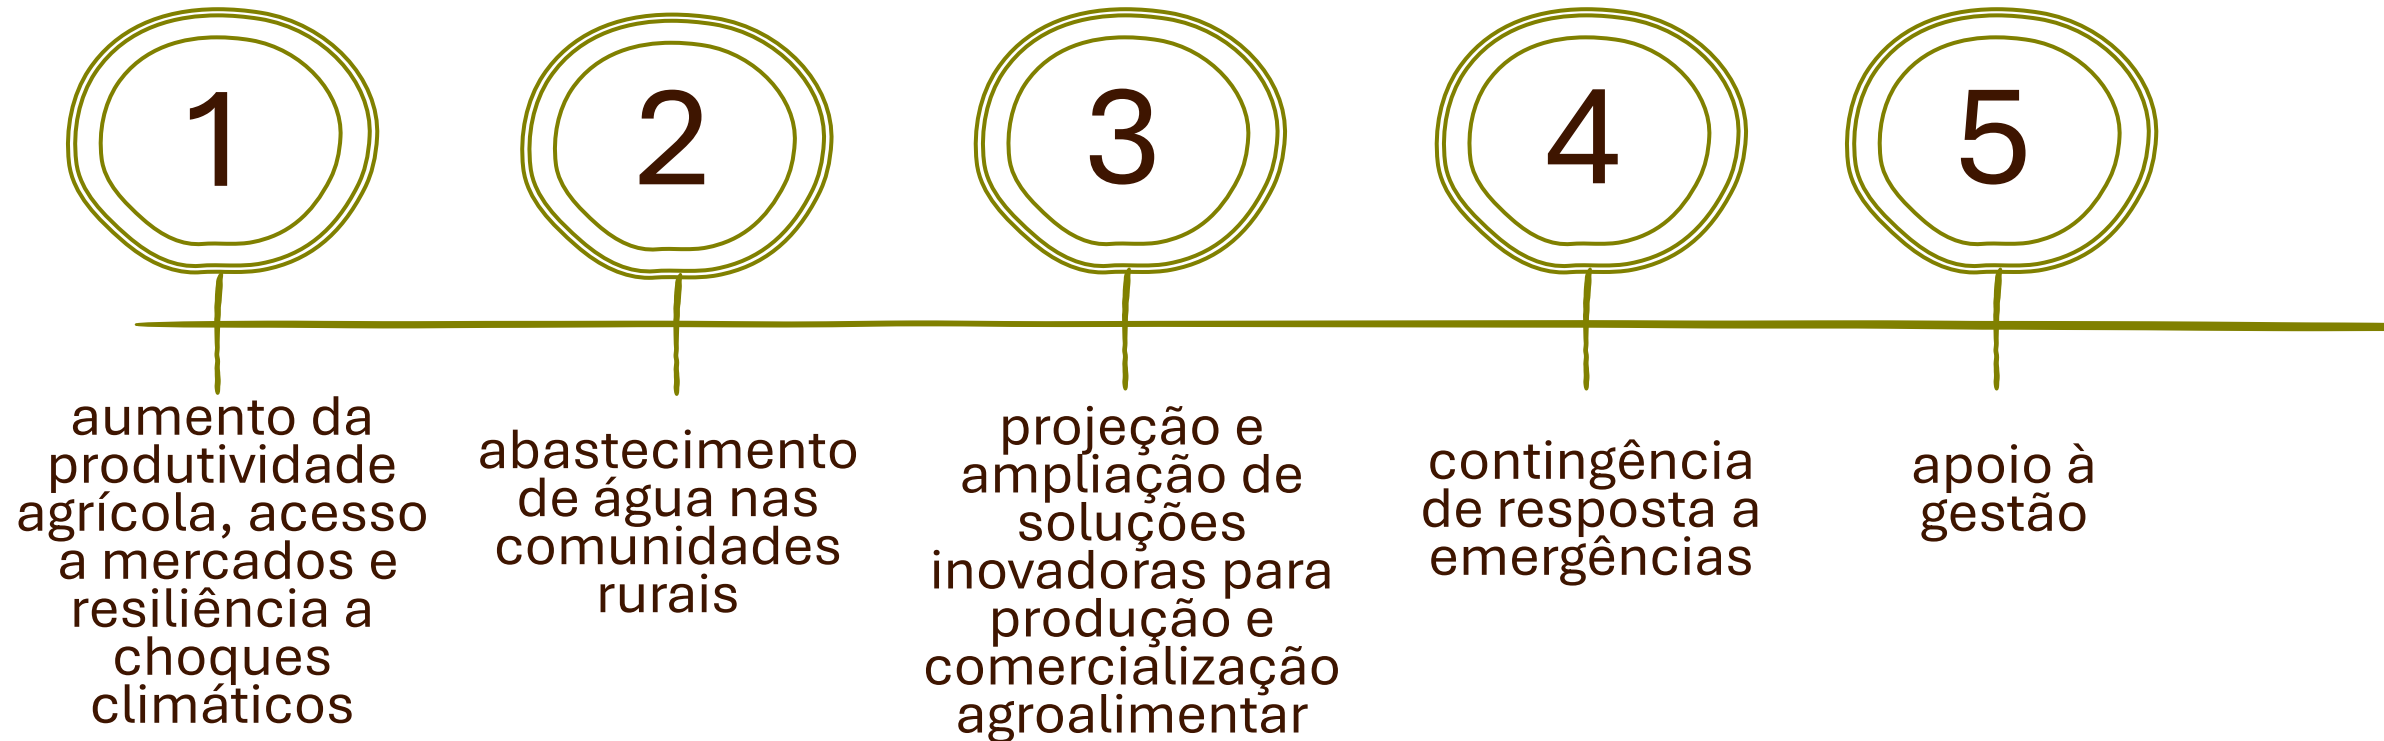 1
aumento da
produtividade
agrícola, acesso
a mercados e
resiliência a
choques
climáticos
2
abastecimento
de água nas
comunidades
rurais
3
projeção e
ampliação de
soluções
inovadoras para
produção e
comercialização
agroalimentar
4
contingência
de resposta a
emergências
5
apoio à
gestão